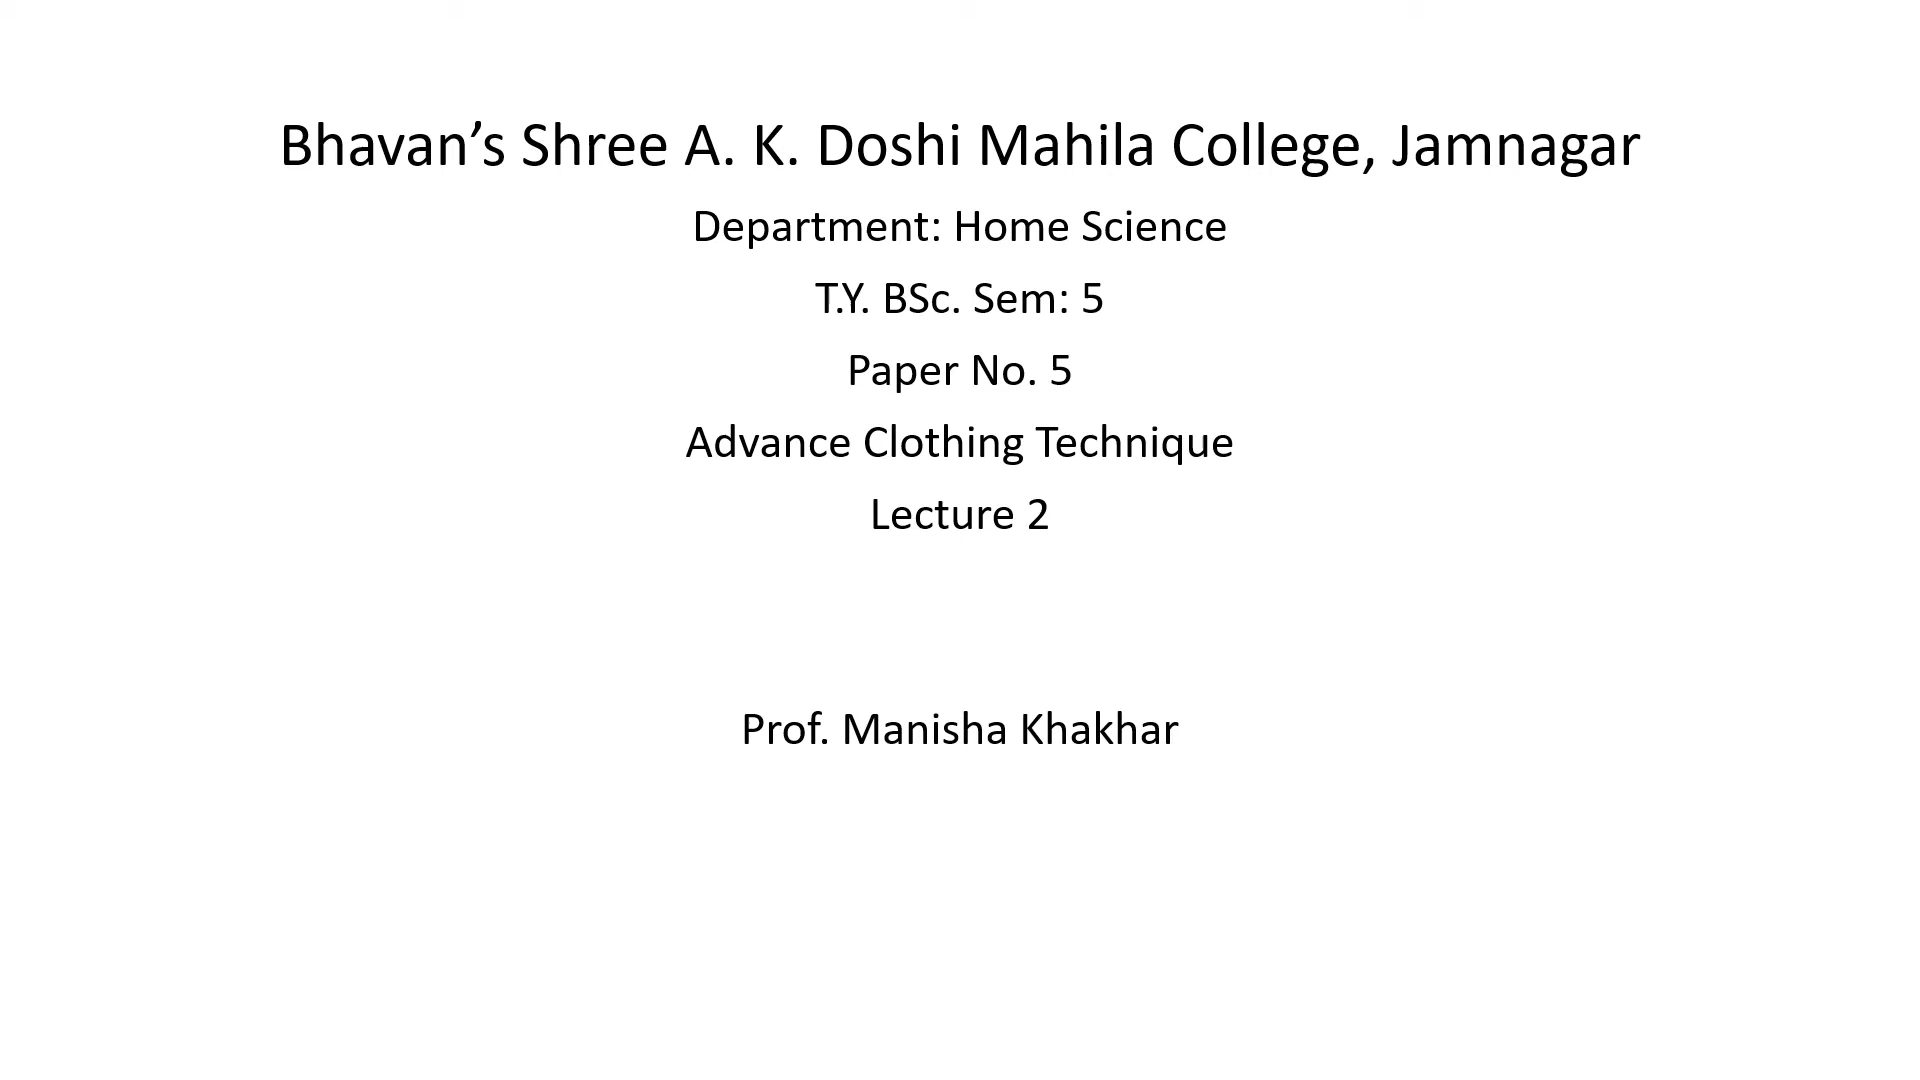 Bhavan’s Shree A. K. Doshi Mahila College, Jamnagar
Department: Home Science
T.Y. BSc. Sem: 5
Paper No. 5
Advance Clothing Technique
Lecture 2
Prof. Manisha Khakhar